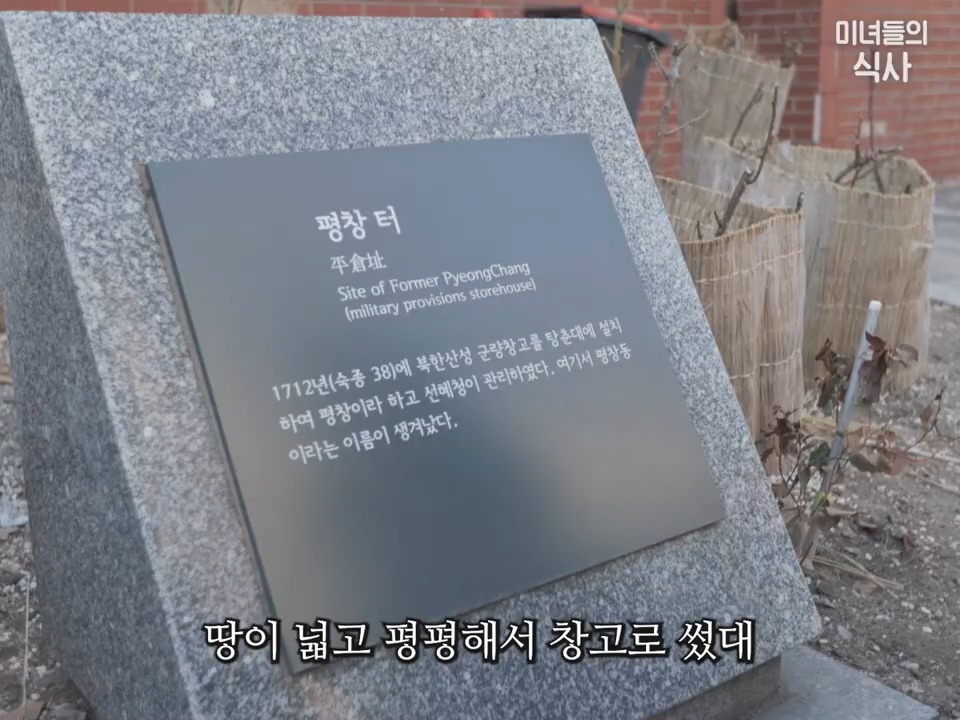 미녀들의
식사
평창 터
平倉址
Site of Former PyeongChang
(military provisions storehouse)
1712년(숙종 38)에 북한산성 군량창고를 탕춘대에 설치
하여 평창이라 하고 선혜청이 관리하였다. 여기서 평창동
이라는 이름이 생겨났다.
땅이 넓고 평평해서 창고로 썼대